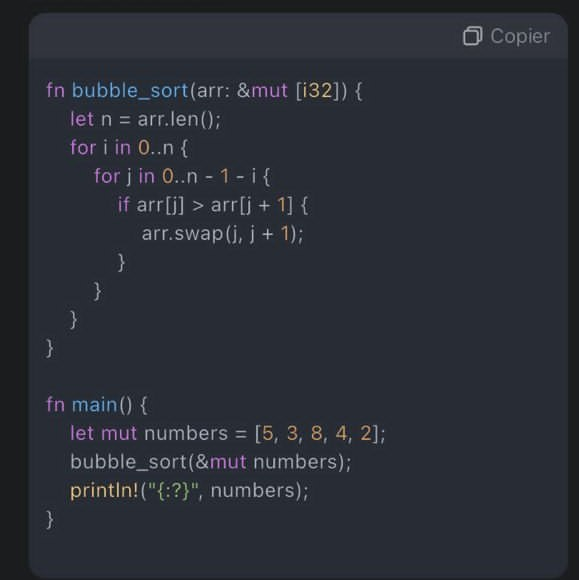 Copier
fn bubble_sort(arr: &mut [i32]) {
    let n = arr.len();
    for i in 0..n {
        for j in 0..n - 1 - i {
            if arr[j] > arr[j + 1] {
                arr.swap(j, j + 1);
            }
        }
    }
}

fn main() {
    let mut numbers = [5, 3, 8, 4, 2];
    bubble_sort(&mut numbers);
    println!("{:?}", numbers);
}